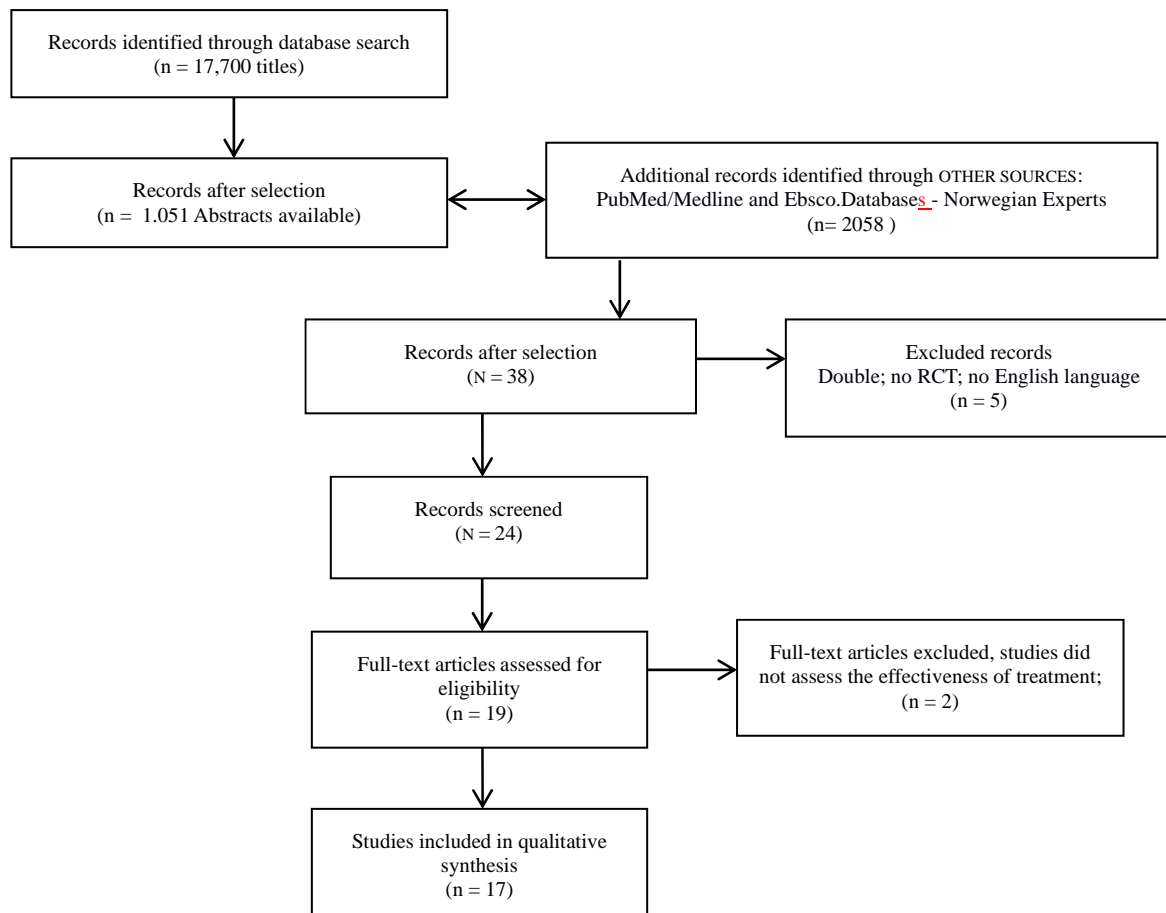 Records identified through database search
(n = 17,700 titles)
Records after selection
(n = 1.051 Abstracts available)
Additional records identified through OTHER SOURCES:
PubMed/Medline and Ebsco.Databases - Norwegian Experts
(n= 2058 )
Records after selection
(N = 38)
Excluded records
Double; no RCT; no English language
(n = 5)
Records screened
(N = 24)
Full-text articles assessed for
eligibility
(n = 19)
Full-text articles excluded, studies did
not assess the effectiveness of treatment;
(n = 2)
Studies included in qualitative
synthesis
(n = 17)